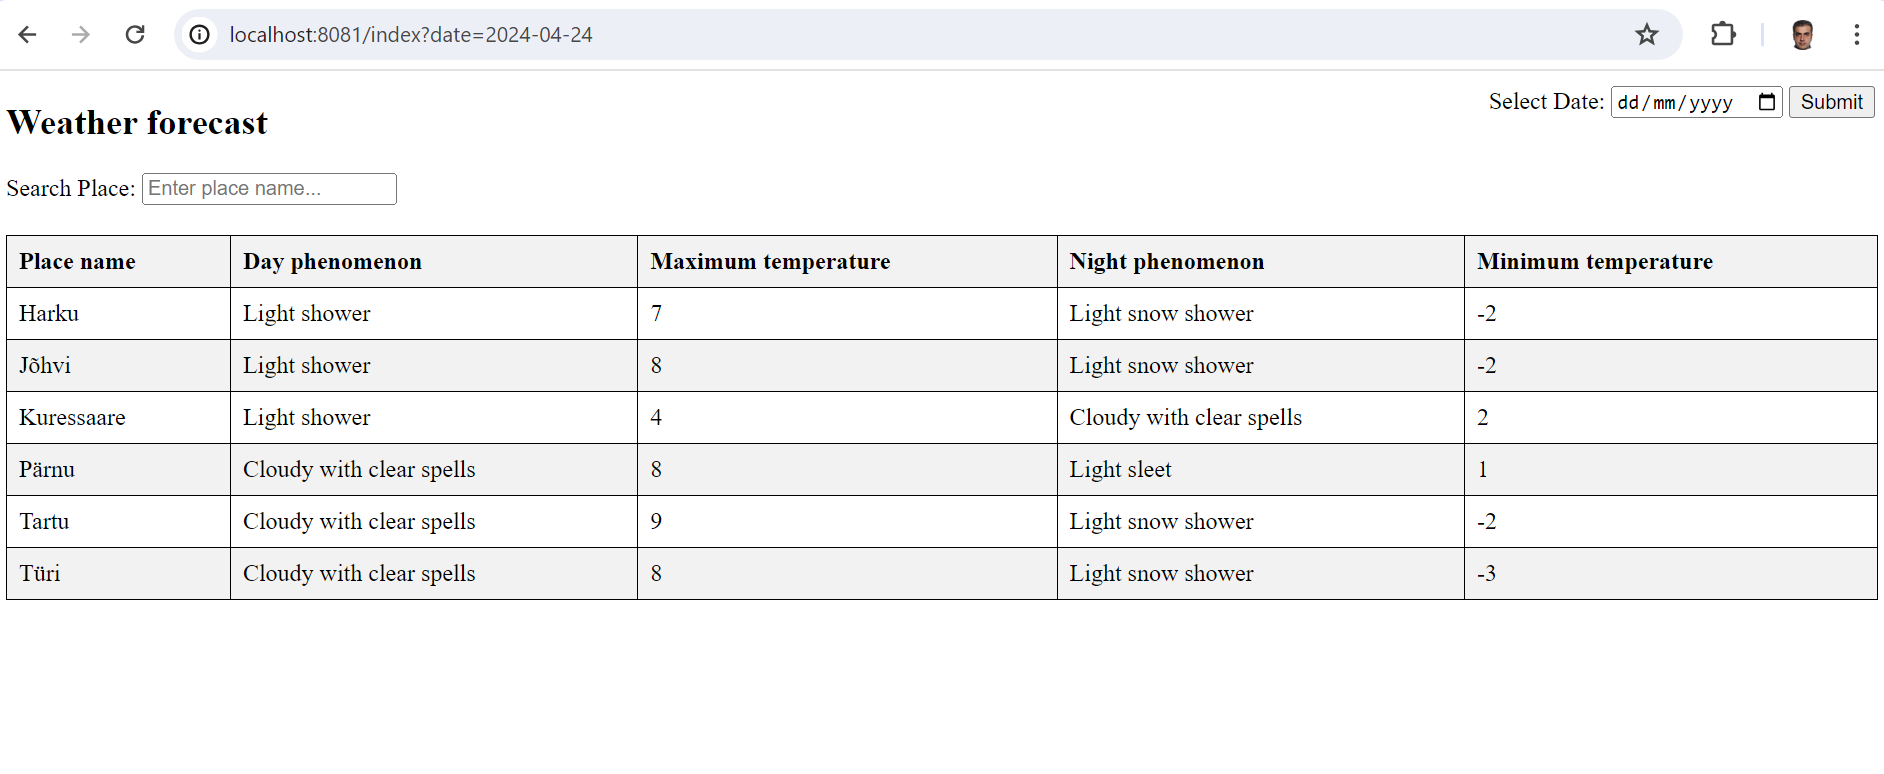 localhost:8081/index?date=2024-04-24
Select Date: dd/mm/yyyy Submit
Weather forecast
Search Place: Enter place name...
Place name Day phenomenon Maximum temperature Night phenomenon Minimum temperature
Harku Light shower 7 Light snow shower -2
Jõhvi Light shower 8 Light snow shower -2
Kuressaare Light shower 4 Cloudy with clear spells 2
Pärnu Cloudy with clear spells 8 Light sleet 1
Tartu Cloudy with clear spells 9 Light snow shower -2
Türi Cloudy with clear spells 8 Light snow shower -3